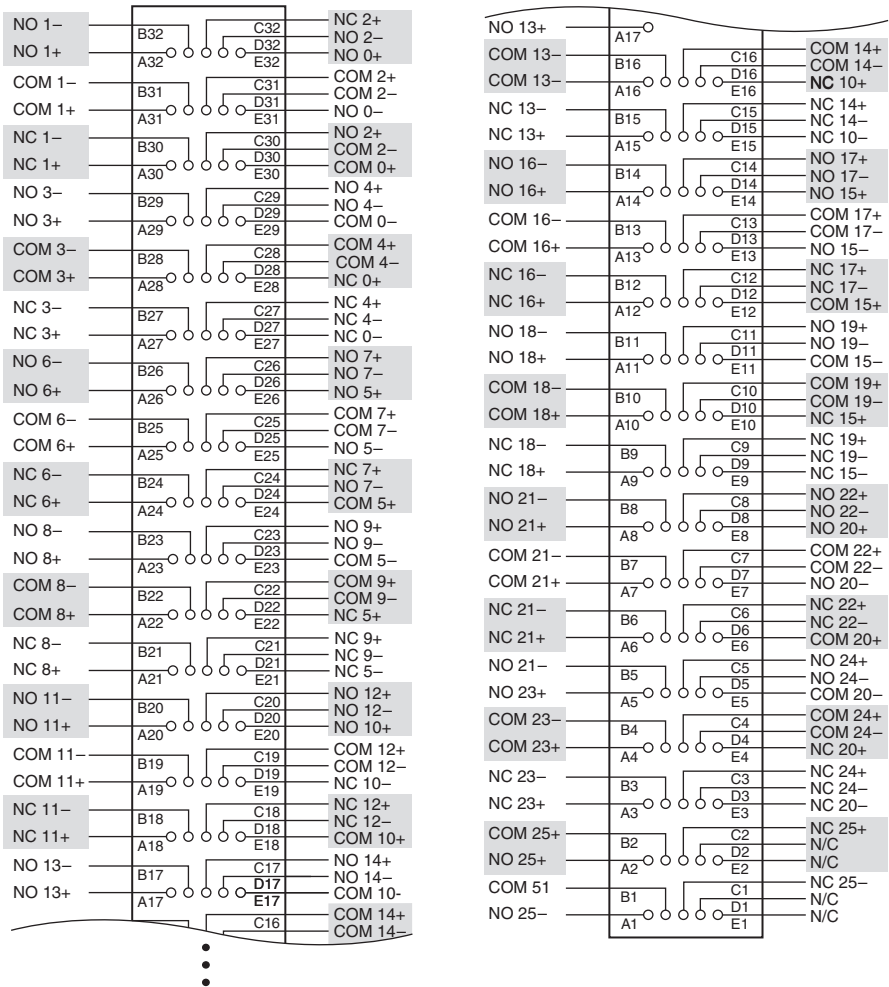 NO 1− B32 C32 NC 2+
D32 NO 2−
NO 1+ A32 E32 NO 0+
COM 1− B31 C31 COM 2+
D31 COM 2−
COM 1+ A31 E31 NO 0−
NC 1− B30 C30 NO 2+
D30 COM 2−
NC 1+ A30 E30 COM 0+
NO 3− B29 C29 NO 4+
D29 NO 4−
NO 3+ A29 E29 COM 0−
COM 3− B28 C28 COM 4+
D28 COM 4−
COM 3+ A28 E28 NC 0+
NC 3− B27 C27 NC 4+
D27 NC 4−
NC 3+ A27 E27 NC 0−
NO 6− B26 C26 NO 7+
D26 NO 7−
NO 6+ A26 E26 NO 5+
COM 6− B25 C25 COM 7+
D25 COM 7−
COM 6+ A25 E25 NO 5−
NC 6− B24 C24 NC 7+
D24 NO 7−
NC 6+ A24 E24 COM 5+
NO 8− B23 C23 NO 9+
D23 NO 9−
NO 8+ A23 E23 COM 5−
COM 8− B22 C22 COM 9+
D22 COM 9−
COM 8+ A22 E22 NC 5+
NC 8− B21 C21 NC 9+
D21 NC 9−
NC 8+ A21 E21 NC 5−
NO 11− B20 C20 NO 12+
D20 NO 12−
NO 11+ A20 E20 NO 10+
COM 11− B19 C19 COM 12+
D19 COM 12−
COM 11+ A19 E19 NC 10−
NC 11− B18 C18 NC 12+
D18 NC 12−
NC 11+ A18 E18 COM 10+
NO 13− B17 C17 NO 14+
D17 NO 14−
NO 13+ A17 E17 COM 10-
C16 COM 14+
COM 14−
NO 13+ A17
COM 13− B16 C16 COM 14+
D16 COM 14−
COM 13− A16 E16 NC 10+
NC 13− B15 C15 NC 14+
D15 NC 14−
NC 13+ A15 E15 NC 10−
NO 16− B14 C14 NO 17+
D14 NO 17−
NO 16+ A14 E14 NO 15+
COM 16− B13 C13 COM 17+
D13 COM 17−
COM 16+ A13 E13 NO 15−
NC 16− B12 C12 NC 17+
D12 NC 17−
NC 16+ A12 E12 COM 15+
NO 18− B11 C11 NO 19+
D11 NO 19−
NO 18+ A11 E11 COM 15−
COM 18− B10 C10 COM 19+
D10 COM 19−
COM 18+ A10 E10 NC 15+
NC 18− B9 C9 NC 19+
D9 NC 19−
NC 18+ A9 E9 NC 15−
NO 21− B8 C8 NO 22+
D8 NO 22−
NO 21+ A8 E8 NO 20+
COM 21− B7 C7 COM 22+
D7 COM 22−
COM 21+ A7 E7 NO 20−
NC 21− B6 C6 NC 22+
D6 NC 22−
NC 21+ A6 E6 COM 20+
NO 21− B5 C5 NO 24+
D5 NO 24−
NO 23+ A5 E5 COM 20−
COM 23− B4 C4 COM 24+
D4 COM 24−
COM 23+ A4 E4 NC 20+
NC 23− B3 C3 NC 24+
D3 NC 24−
NC 23+ A3 E3 NC 20−
COM 25+ B2 C2 NC 25+
D2 N/C
NO 25+ A2 E2 N/C
COM 51 B1 C1 NC 25−
D1 N/C
NO 25− A1 E1 N/C